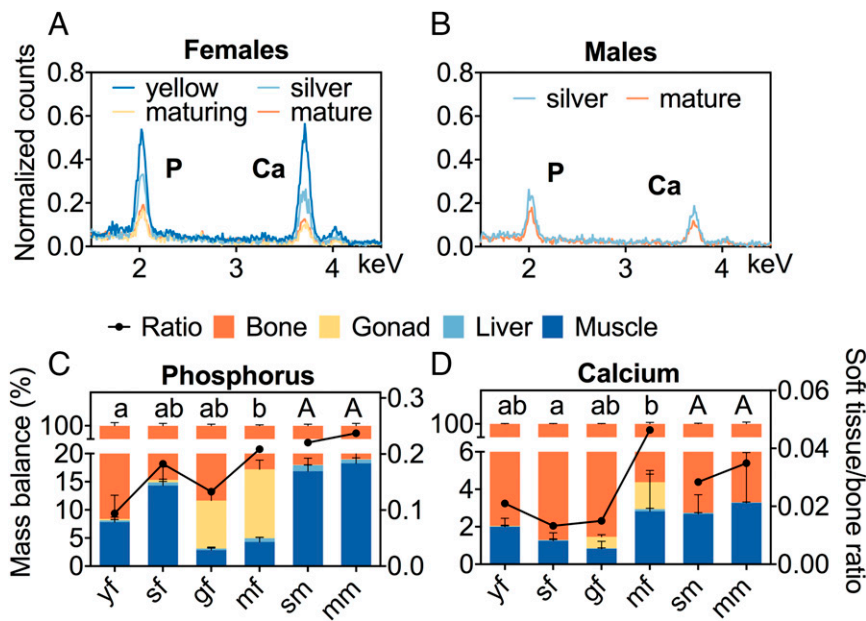 A
Females
B
Males
Normalized counts
0.8
0.6
0.4
0.2
0.0
yellow
silver
maturing
mature
P
Ca
2
3
4
keV
0.8
0.6
0.4
0.2
0.0
silver
mature
P
Ca
2
3
4
keV
Ratio Bone Gonad Liver Muscle
C
Phosphorus
D
Calcium
Mass balance (%)
100
20
15
10
5
0
a ab ab b A A
0.3
0.2
0.1
0.0
yf sf gf mf sm mm
100
6
4
2
0
ab a ab b A A
0.06
0.04
0.02
0.00
yf sf gf mf sm mm
Soft tissue/bone ratio